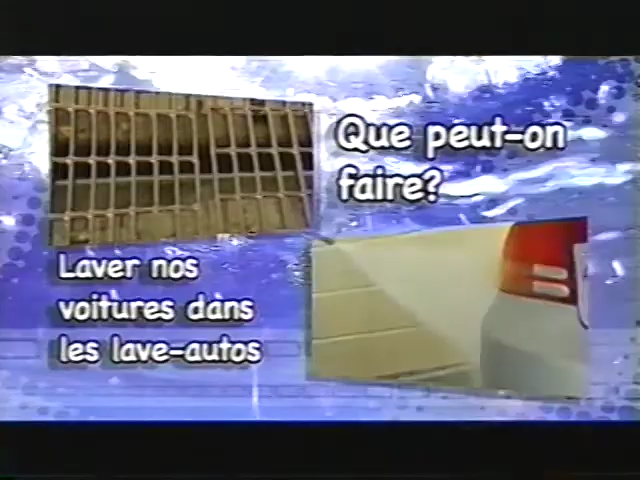 Que peut-on
faire?
Laver nos
voitures dans
les lave-autos